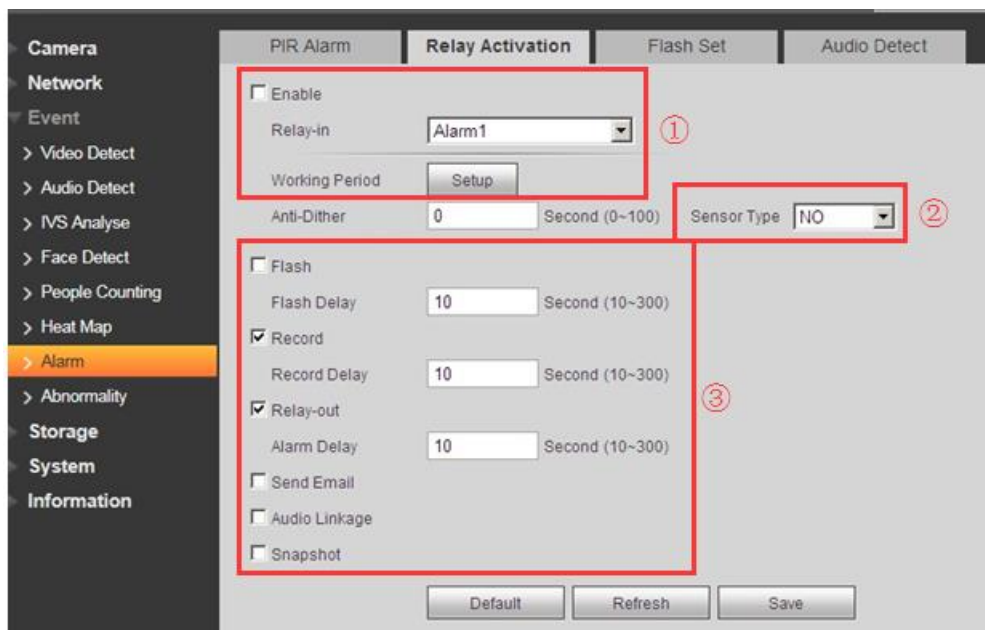 Camera
Network
Event
> Video Detect
> Audio Detect
> IVS Analyse
> Face Detect
> People Counting
> Heat Map
> Alarm
> Abnormality
Storage
System
Information
PIR Alarm Relay Activation Flash Set Audio Detect
Enable
Relay-in Alarm1
①
Working Period Setup
Anti-Dither 0 Second (0~100) Sensor Type NO ②
Flash
Flash Delay 10 Second (10~300)
Record
Record Delay 10 Second (10~300)
③
Relay-out
Alarm Delay 10 Second (10~300)
Send Email
Audio Linkage
Snapshot
Default Refresh Save